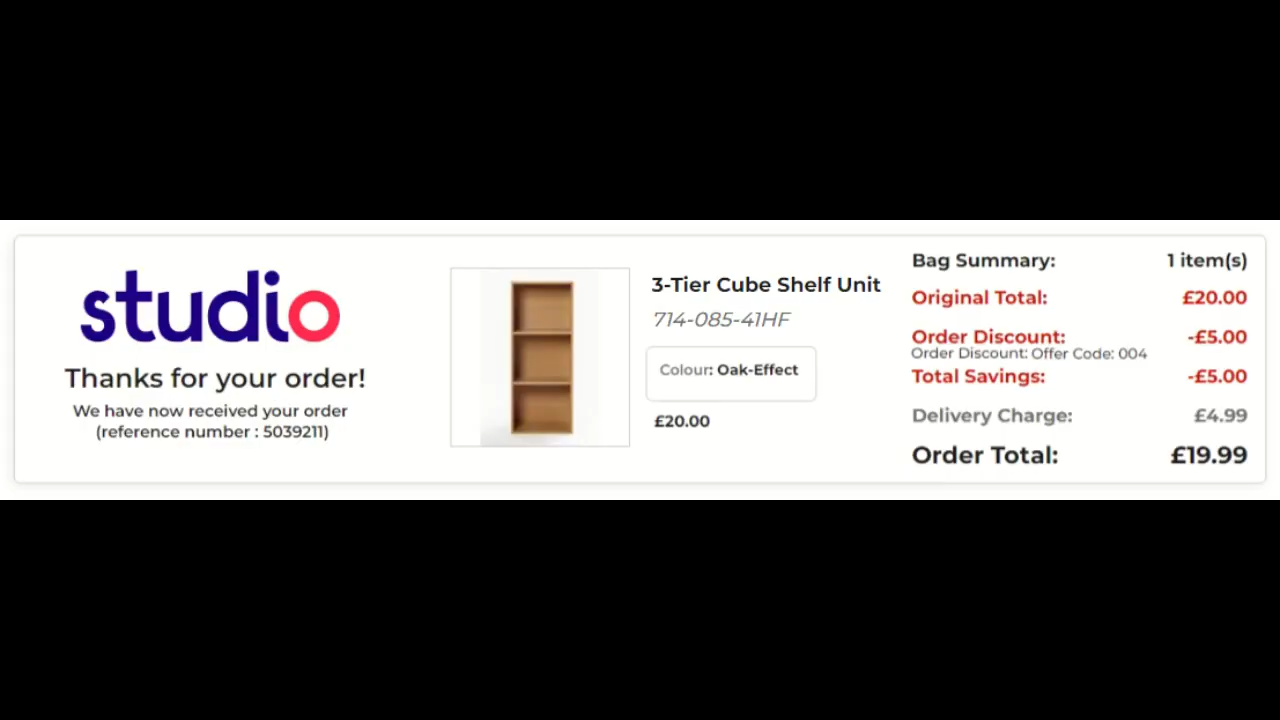 studio
Thanks for your order!
We have now received your order
(reference number : 5039211)
3-Tier Cube Shelf Unit
714-085-41HF
Colour: Oak-Effect
£20.00
Bag Summary: 1 item(s)
Original Total: £20.00
Order Discount: -£5.00
Order Discount: Offer Code: 004
Total Savings: -£5.00
Delivery Charge: £4.99
Order Total: £19.99